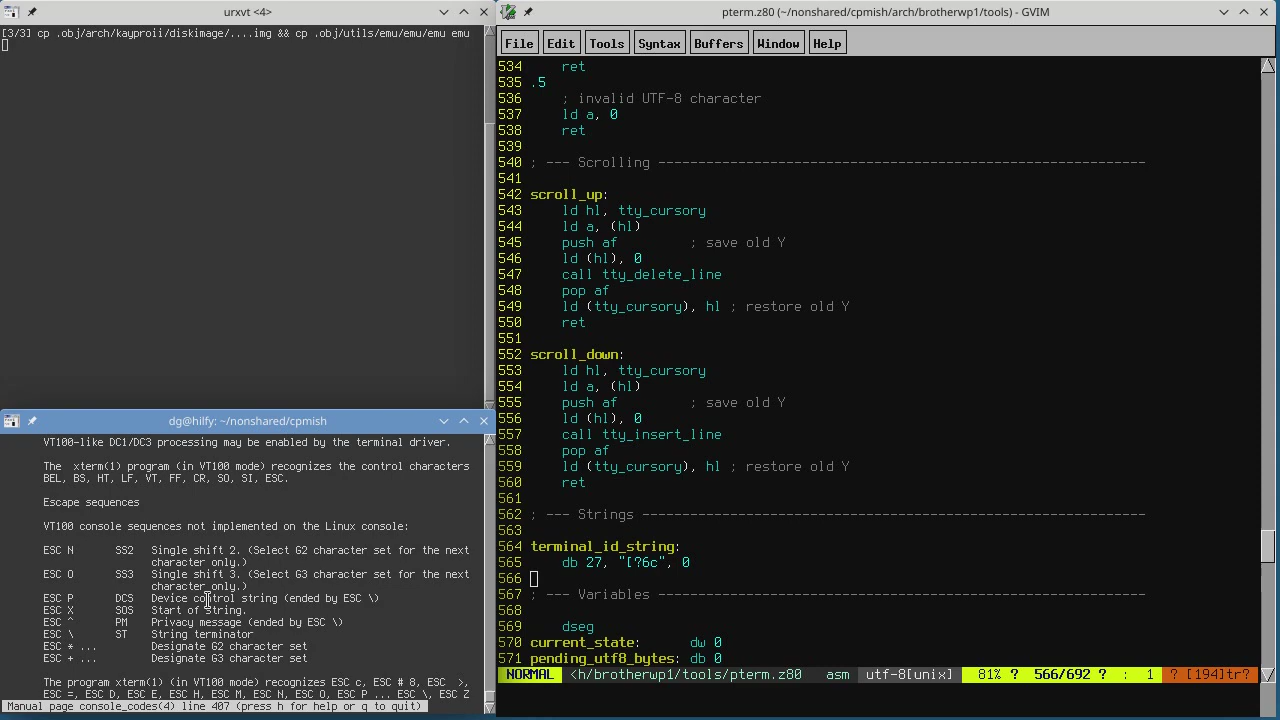 urxvt <4>
[3/3] cp .obj/arch/kayproii/diskimage/....img && cp .obj/utils/emu/emu/emu emu
dg@hilfy: ~/nonshared/cpmish
VT100-like DC1/DC3 processing may be enabled by the terminal driver.
The xterm(1) program (in VT100 mode) recognizes the control characters
BEL, BS, HT, LF, VT, FF, CR, SO, SI, ESC.
Escape sequences
VT100 console sequences not implemented on the Linux console:
ESC N SS2 Single shift 2. (Select G2 character set for the next
character only.)
ESC O SS3 Single shift 3. (Select G3 character set for the next
character only.)
ESC P DCS Device control string (ended by ESC \)
ESC X SOS Start of string.
ESC ^ PM Privacy message (ended by ESC \)
ESC \ ST String terminator
ESC * ... Designate G2 character set
ESC + ... Designate G3 character set
The program xterm(1) (in VT100 mode) recognizes ESC c, ESC # 8, ESC >,
ESC =, ESC D, ESC E, ESC H, ESC M, ESC N, ESC O, ESC P ... ESC \, ESC Z
Manual page console_codes(4) line 407 (press h for help or q to quit)
pterm.z80 (~/nonshared/cpmish/arch/brotherwp1/tools) - GVIM
File Edit Tools Syntax Buffers Window Help
534 ret
535 .5
536 ; invalid UTF-8 character
537 ld a, 0
538 ret
539
540 ; --- Scrolling -------------------------------------------------------------
541
542 scroll_up:
543 ld hl, tty_cursory
544 ld a, (hl)
545 push af ; save old Y
546 ld (hl), 0
547 call tty_delete_line
548 pop af
549 ld (tty_cursory), hl ; restore old Y
550 ret
551
552 scroll_down:
553 ld hl, tty_cursory
554 ld a, (hl)
555 push af ; save old Y
556 ld (hl), 0
557 call tty_insert_line
558 pop af
559 ld (tty_cursory), hl ; restore old Y
560 ret
561
562 ; --- Strings ---------------------------------------------------------------
563
564 terminal_id_string:
565 db 27, "[?6c", 0
566
567 ; --- Variables -------------------------------------------------------------
568
569 dseg
570 current_state: dw 0
571 pending_utf8_bytes: db 0
NORMAL <h/brotherwp1/tools/pterm.z80 asm utf-8[unix] 81% ? 566/692 ? : 1 ? [194]tr?